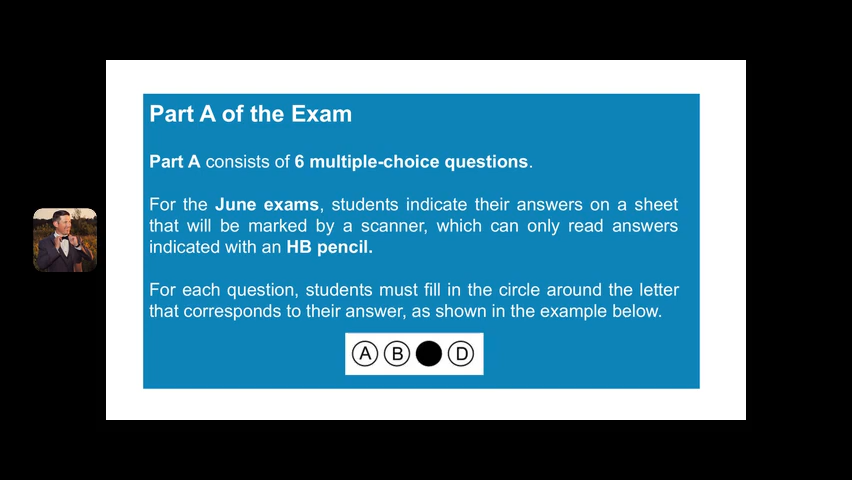 Part A of the Exam
Part A consists of 6 multiple-choice questions.
For the June exams, students indicate their answers on a sheet
that will be marked by a scanner, which can only read answers
indicated with an HB pencil.
For each question, students must fill in the circle around the letter
that corresponds to their answer, as shown in the example below.
A B D